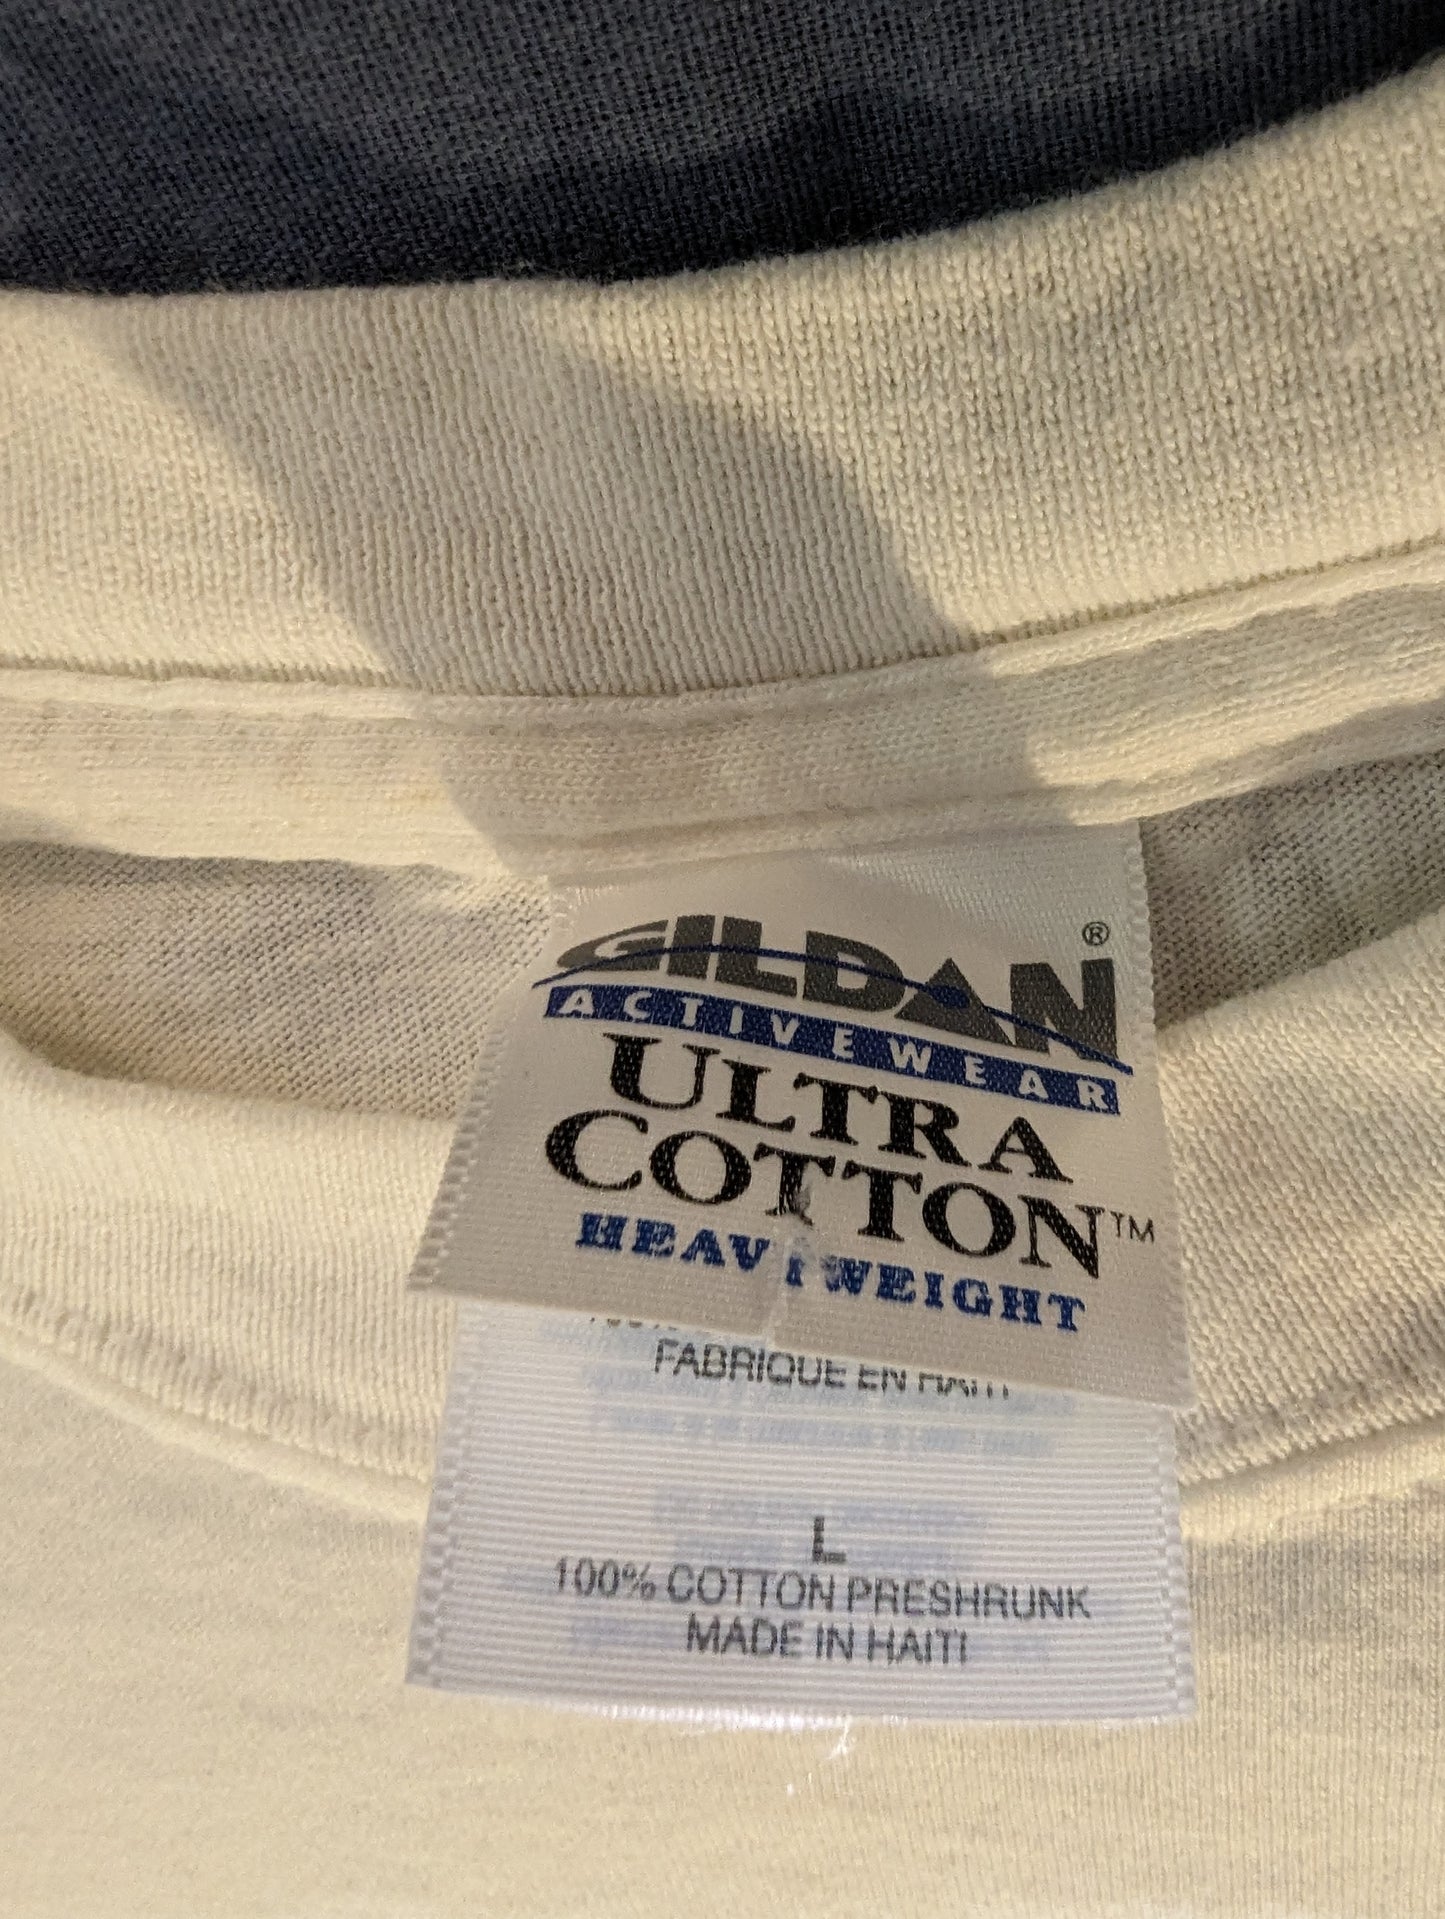 GILDAN®
ACTIVEWEAR
ULTRA
COTTON™
HEAVYWEIGHT
FABRIQUE EN HAITI
L
100% COTTON PRESHRUNK
MADE IN HAITI